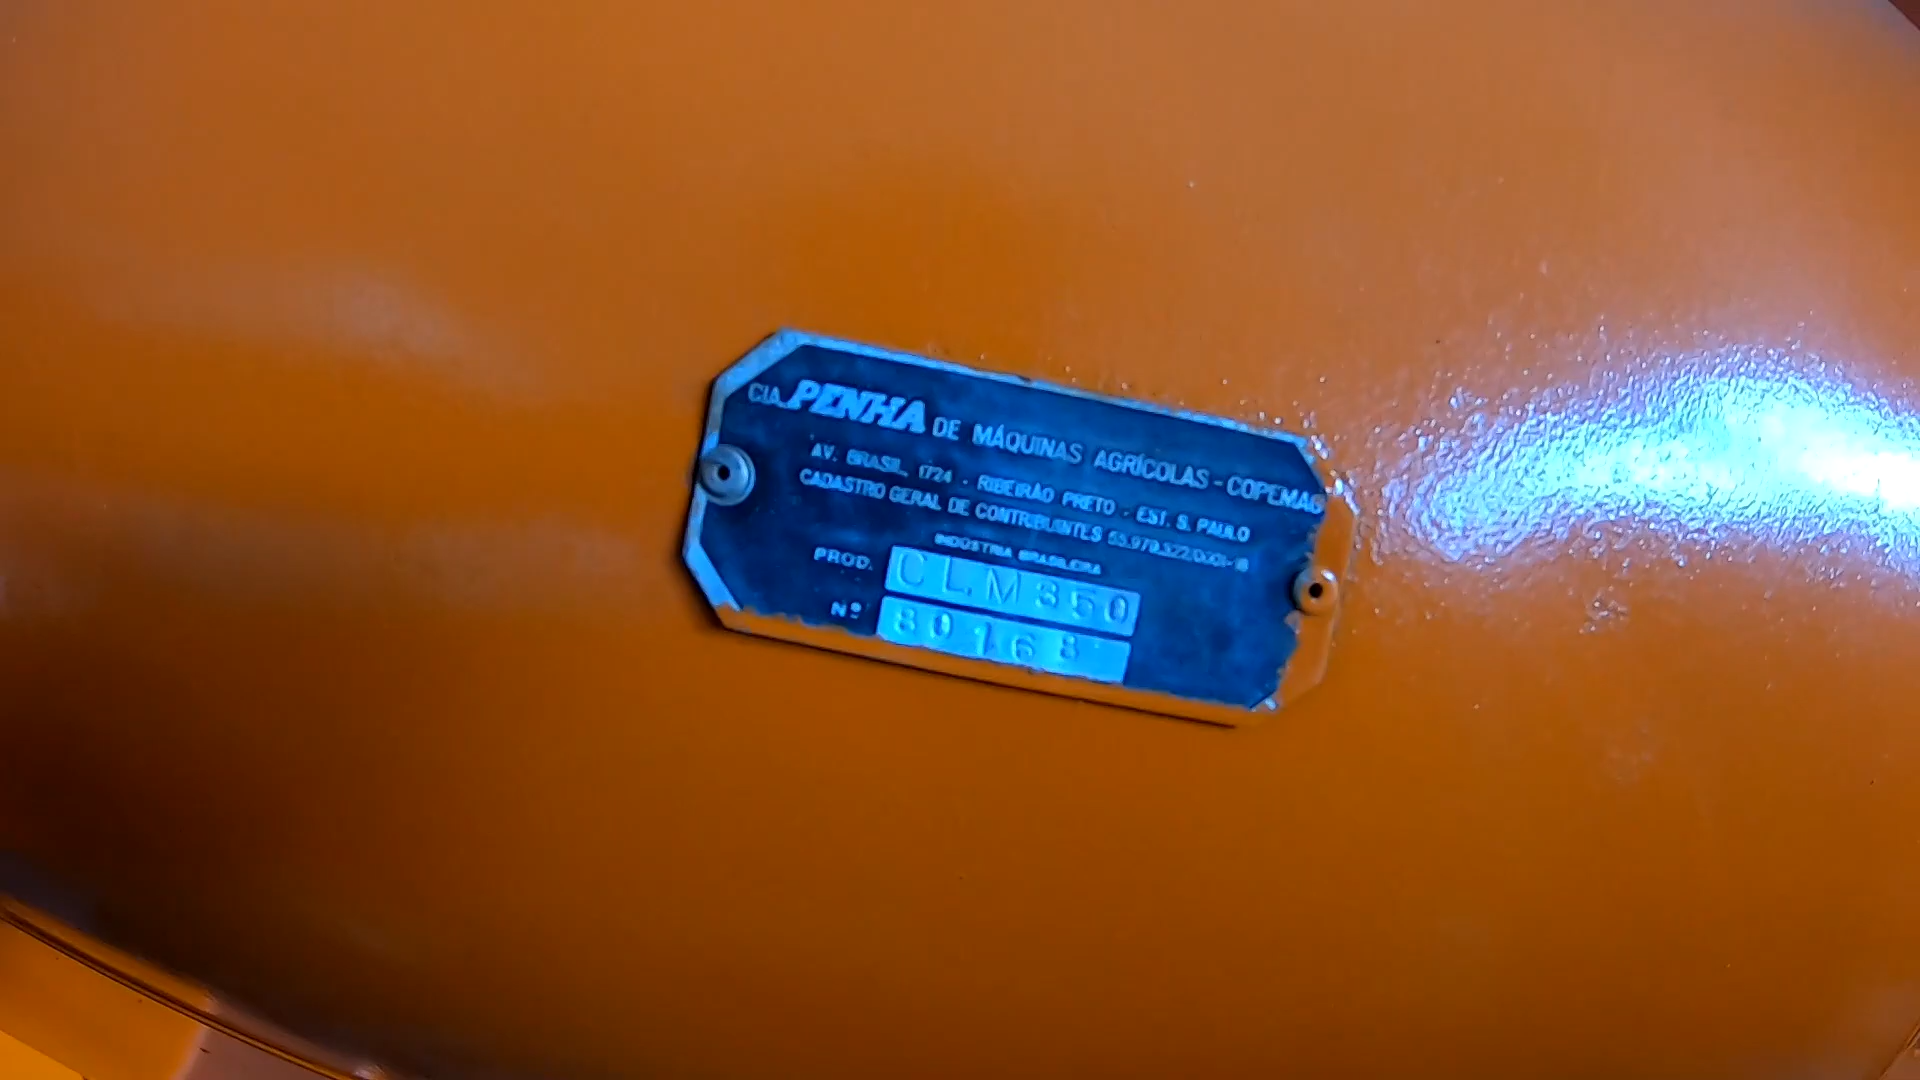 CIA. PENHA DE MÁQUINAS AGRÍCOLAS - COPEMAG
AV. BRASIL, 1724 - RIBEIRÃO PRETO - EST. S. PAULO
CADASTRO GERAL DE CONTRIBUINTES
INDÚSTRIA BRASILEIRA
PROD. CLM350
Nº 80168